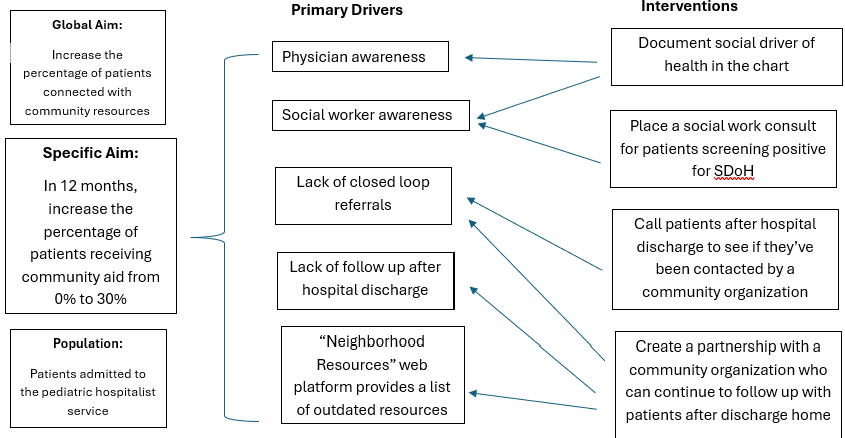 Global Aim:
Increase the
percentage of patients
connected with
community resources
Specific Aim:
In 12 months,
increase the
percentage of
patients receiving
community aid from
0% to 30%
Population:
Patients admitted to
the pediatric hospitalist
service
Primary Drivers
Physician awareness
Social worker awareness
Lack of closed loop
referrals
Lack of follow up after
hospital discharge
“Neighborhood
Resources” web
platform provides a list
of outdated resources
Interventions
Document social driver of
health in the chart
Place a social work consult
for patients screening positive
for SDoH
Call patients after hospital
discharge to see if they’ve
been contacted by a
community organization
Create a partnership with a
community organization who
can continue to follow up with
patients after discharge home